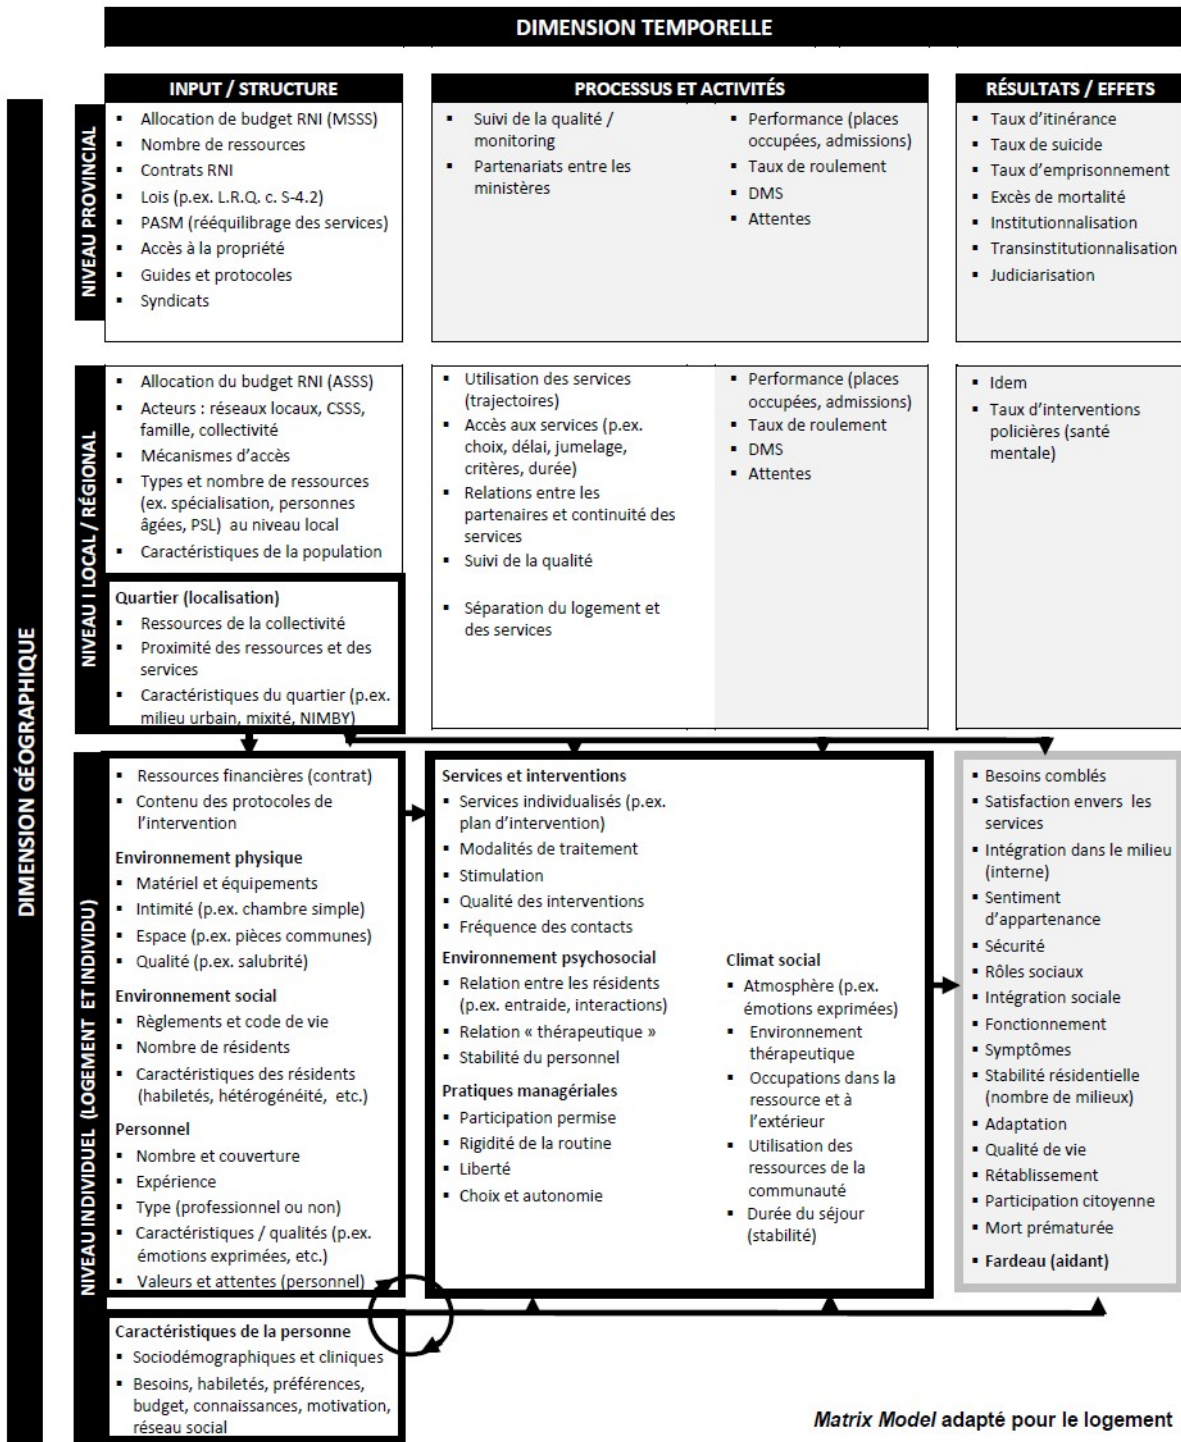 DIMENSION TEMPORELLE
DIMENSION GÉOGRAPHIQUE
INPUT / STRUCTURE
PROCESSUS ET ACTIVITÉS
RÉSULTATS / EFFETS
NIVEAU PROVINCIAL
▪ Allocation de budget RNI (MSSS)
▪ Nombre de ressources
▪ Contrats RNI
▪ Lois (p.ex. L.R.Q. c. S-4.2)
▪ PASM (rééquilibrage des services)
▪ Accès à la propriété
▪ Guides et protocoles
▪ Syndicats
▪ Suivi de la qualité /
monitoring
▪ Partenariats entre les
ministères
▪ Performance (places
occupées, admissions)
▪ Taux de roulement
▪ DMS
▪ Attentes
▪ Taux d’itinérance
▪ Taux de suicide
▪ Taux d’emprisonnement
▪ Excès de mortalité
▪ Institutionnalisation
▪ Transinstitutionnalisation
▪ Judiciarisation
NIVEAU I LOCAL / RÉGIONAL
▪ Allocation du budget RNI (ASSS)
▪ Acteurs : réseaux locaux, CSSS,
famille, collectivité
▪ Mécanismes d’accès
▪ Types et nombre de ressources
(ex. spécialisation, personnes
âgées, PSL) au niveau local
▪ Caractéristiques de la population
Quartier (localisation)
▪ Ressources de la collectivité
▪ Proximité des ressources et des
services
▪ Caractéristiques du quartier (p.ex.
milieu urbain, mixité, NIMBY)
▪ Utilisation des services
(trajectoires)
▪ Accès aux services (p.ex.
choix, délai, jumelage,
critères, durée)
▪ Relations entre les
partenaires et continuité des
services
▪ Suivi de la qualité
▪ Séparation du logement et
des services
▪ Performance (places
occupées, admissions)
▪ Taux de roulement
▪ DMS
▪ Attentes
▪ Idem
▪ Taux d’interventions
policières (santé
mentale)
NIVEAU INDIVIDUEL (LOGEMENT ET INDIVIDU)
▪ Ressources financières (contrat)
▪ Contenu des protocoles de
l’intervention
Environnement physique
▪ Matériel et équipements
▪ Intimité (p.ex. chambre simple)
▪ Espace (p.ex. pièces communes)
▪ Qualité (p.ex. salubrité)
Environnement social
▪ Règlements et code de vie
▪ Nombre de résidents
▪ Caractéristiques des résidents
(habiletés, hétérogénéité, etc.)
Personnel
▪ Nombre et couverture
▪ Expérience
▪ Type (professionnel ou non)
▪ Caractéristiques / qualités (p.ex.
émotions exprimées, etc.)
▪ Valeurs et attentes (personnel)
Services et interventions
▪ Services individualisés (p.ex.
plan d’intervention)
▪ Modalités de traitement
▪ Stimulation
▪ Qualité des interventions
▪ Fréquence des contacts
Environnement psychosocial
▪ Relation entre les résidents
(p.ex. entraide, interactions)
▪ Relation « thérapeutique »
▪ Stabilité du personnel
Pratiques managériales
▪ Participation permise
▪ Rigidité de la routine
▪ Liberté
▪ Choix et autonomie
Climat social
▪ Atmosphère (p.ex.
émotions exprimées)
▪ Environnement
thérapeutique
▪ Occupations dans la
ressource et à
l’extérieur
▪ Utilisation des
ressources de la
communauté
▪ Durée du séjour
(stabilité)
▪ Besoins comblés
▪ Satisfaction envers les
services
▪ Intégration dans le milieu
(interne)
▪ Sentiment
d’appartenance
▪ Sécurité
▪ Rôles sociaux
▪ Intégration sociale
▪ Fonctionnement
▪ Symptômes
▪ Stabilité résidentielle
(nombre de milieux)
▪ Adaptation
▪ Qualité de vie
▪ Rétablissement
▪ Participation citoyenne
▪ Mort prématurée
▪ Fardeau (aidant)
Caractéristiques de la personne
▪ Sociodémographiques et cliniques
▪ Besoins, habiletés, préférences,
budget, connaissances, motivation,
réseau social
Matrix Model adapté pour le logement